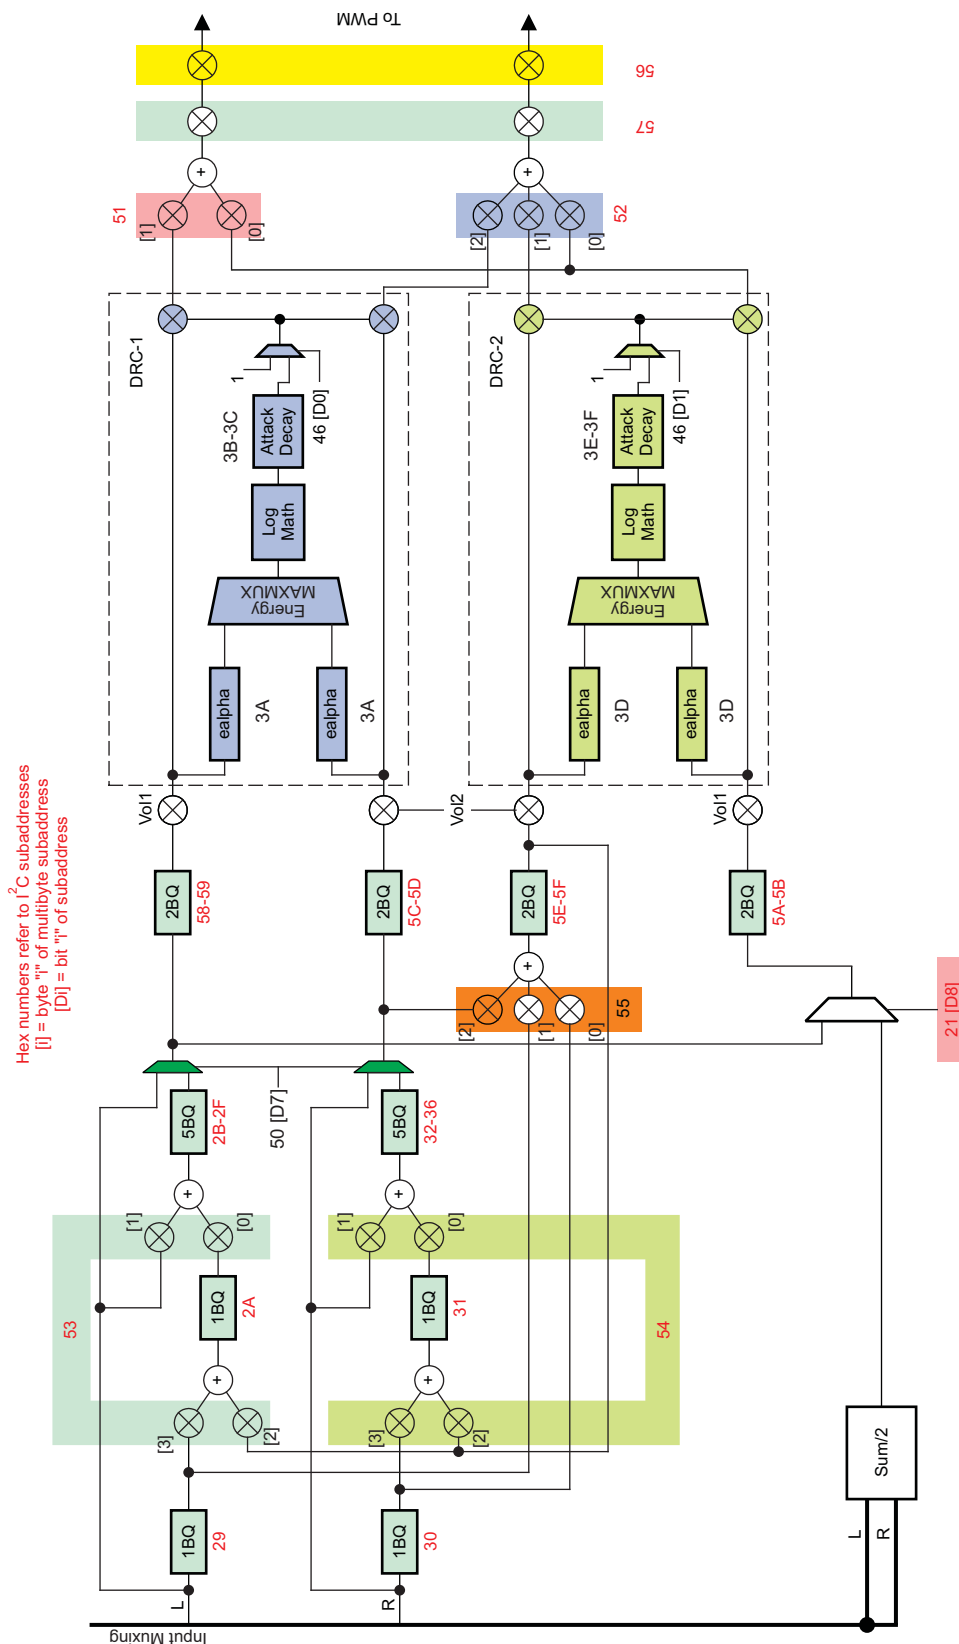 Hex numbers refer to I²C subaddresses
[i] = byte "i" of multibyte subaddress
[Di] = bit "i" of subaddress
To PWM
56
57
51
[1]
[0]
52
[2]
[1]
[0]
DRC-1
1
46 [D0]
3B-3C
Attack
Decay
Log
Math
Energy
MAXMUX
ealpha
3A
ealpha
3A
DRC-2
1
46 [D1]
3E-3F
Attack
Decay
Log
Math
Energy
MAXMUX
ealpha
3D
ealpha
3D
Vol1
Vol2
Vol1
2BQ
58-59
2BQ
5C-5D
2BQ
5E-5F
2BQ
5A-5B
55
[2]
[1]
[0]
21 [D8]
5BQ
2B-2F
50 [D7]
5BQ
32-36
[1]
[0]
[1]
[0]
53
1BQ
2A
1BQ
31
54
[3]
[2]
[3]
[2]
1BQ
29
1BQ
30
Sum/2
L
R
L
R
Input Muxing